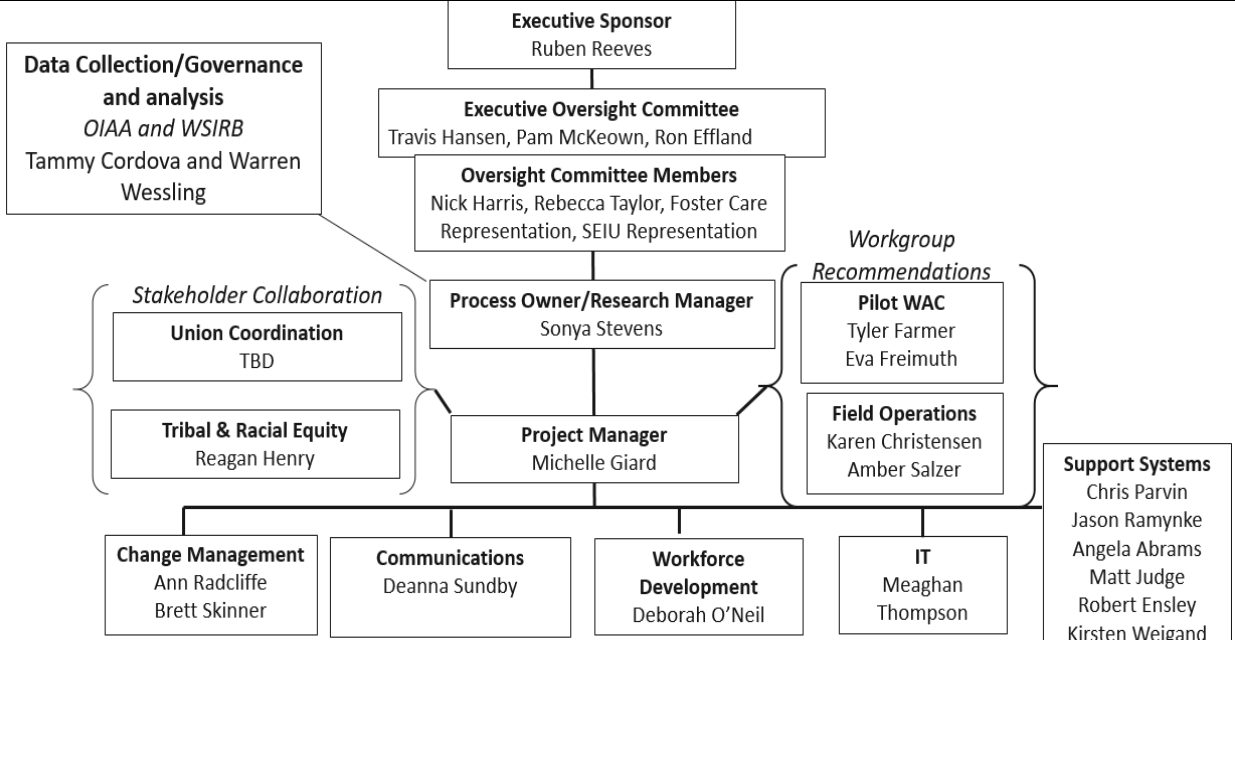 Executive Sponsor
Ruben Reeves
Data Collection/Governance
and analysis
OIAA and WSIRB
Tammy Cordova and Warren
Wessling
Executive Oversight Committee
Travis Hansen, Pam McKeown, Ron Effland
Oversight Committee Members
Nick Harris, Rebecca Taylor, Foster Care
Representation, SEIU Representation
Process Owner/Research Manager
Sonya Stevens
Stakeholder Collaboration
Union Coordination
TBD
Tribal & Racial Equity
Reagan Henry
Workgroup
Recommendations
Pilot WAC
Tyler Farmer
Eva Freimuth
Field Operations
Karen Christensen
Amber Salzer
Project Manager
Michelle Giard
Change Management
Ann Radcliffe
Brett Skinner
Communications
Deanna Sundby
Workforce
Development
Deborah O’Neil
IT
Meaghan
Thompson
Support Systems
Chris Parvin
Jason Ramynke
Angela Abrams
Matt Judge
Robert Ensley
Kirsten Weigand